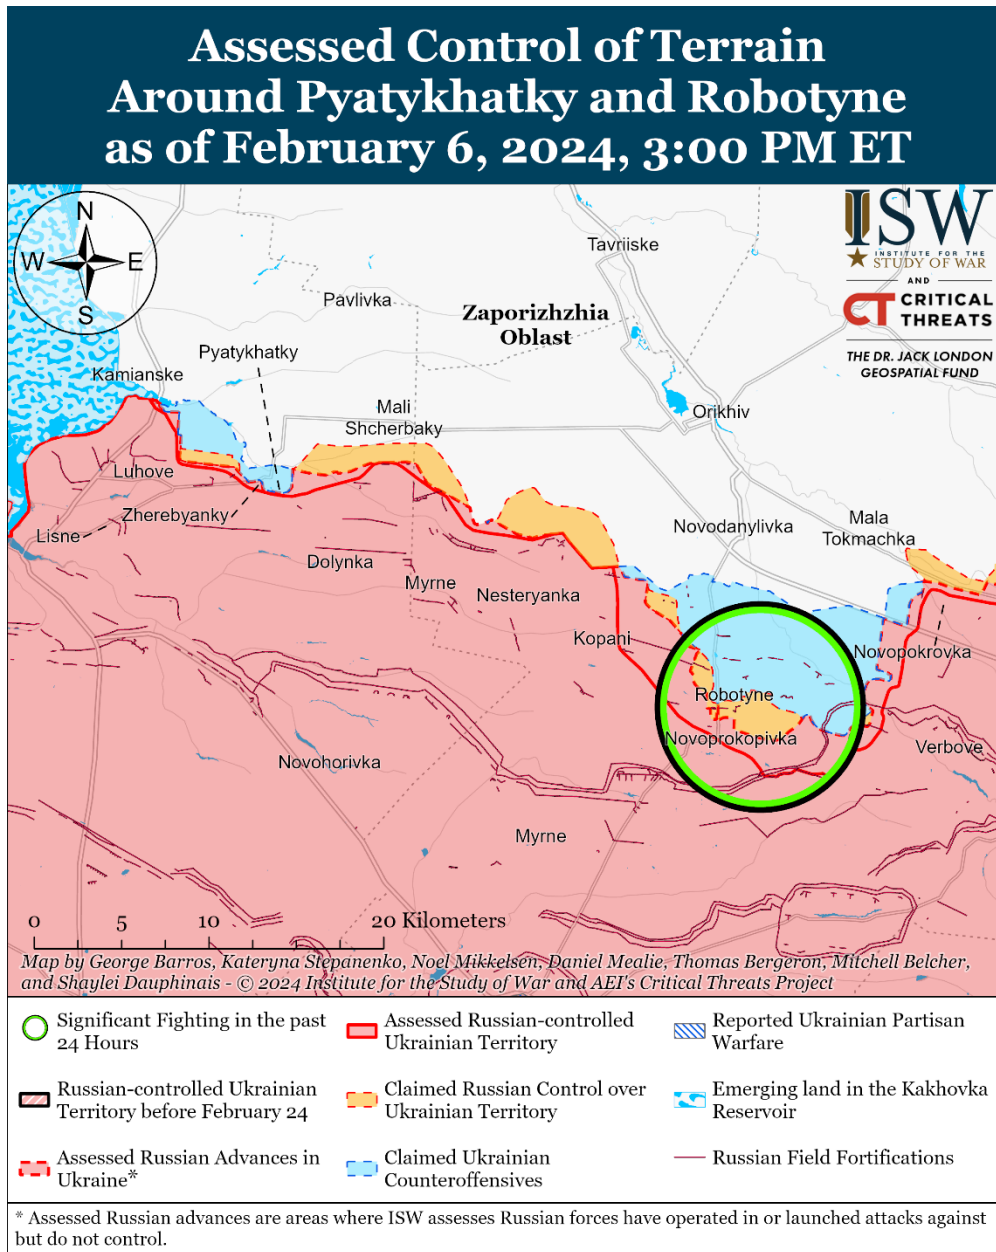 Assessed Control of Terrain
Around Pyatykhatky and Robotyne
as of February 6, 2024, 3:00 PM ET
N
W
E
S
ISW
INSTITUTE FOR THE
STUDY OF WAR
AND
CT CRITICAL
THREATS
THE DR. JACK LONDON
GEOSPATIAL FUND
Tavriiske
Pavlivka
Zaporizhzhia
Oblast
Pyatykhatky
Kamianske
Mali
Shcherbaky
Orikhiv
Luhove
Zherebyanky
Lisne
Novodanylivka
Mala
Tokmachka
Dolynka
Myrne
Nesteryanka
Kopani
Novopokrovka
Robotyne
Novoprokopivka
Verbove
Novohorivka
Myrne
0 5 10 20 Kilometers
Map by George Barros, Kateryna Stepanenko, Noel Mikkelsen, Daniel Mealie, Thomas Bergeron, Mitchell Belcher,
and Shaylei Dauphinais - © 2024 Institute for the Study of War and AEI's Critical Threats Project
Significant Fighting in the past
24 Hours
Assessed Russian-controlled
Ukrainian Territory
Reported Ukrainian Partisan
Warfare
Russian-controlled Ukrainian
Territory before February 24
Claimed Russian Control over
Ukrainian Territory
Emerging land in the Kakhovka
Reservoir
Assessed Russian Advances in
Ukraine*
Claimed Ukrainian
Counteroffensives
Russian Field Fortifications
* Assessed Russian advances are areas where ISW assesses Russian forces have operated in or launched attacks against
but do not control.